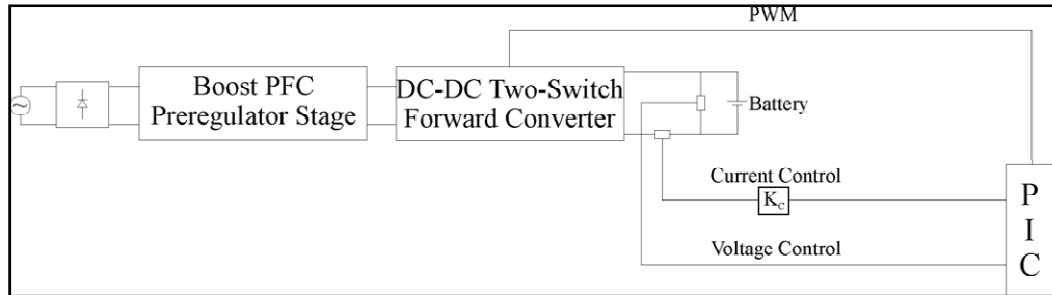 PWM
Boost PFC
Preregulator Stage
DC-DC Two-Switch
Forward Converter
Battery
Current Control
Kc
Voltage Control
P
I
C